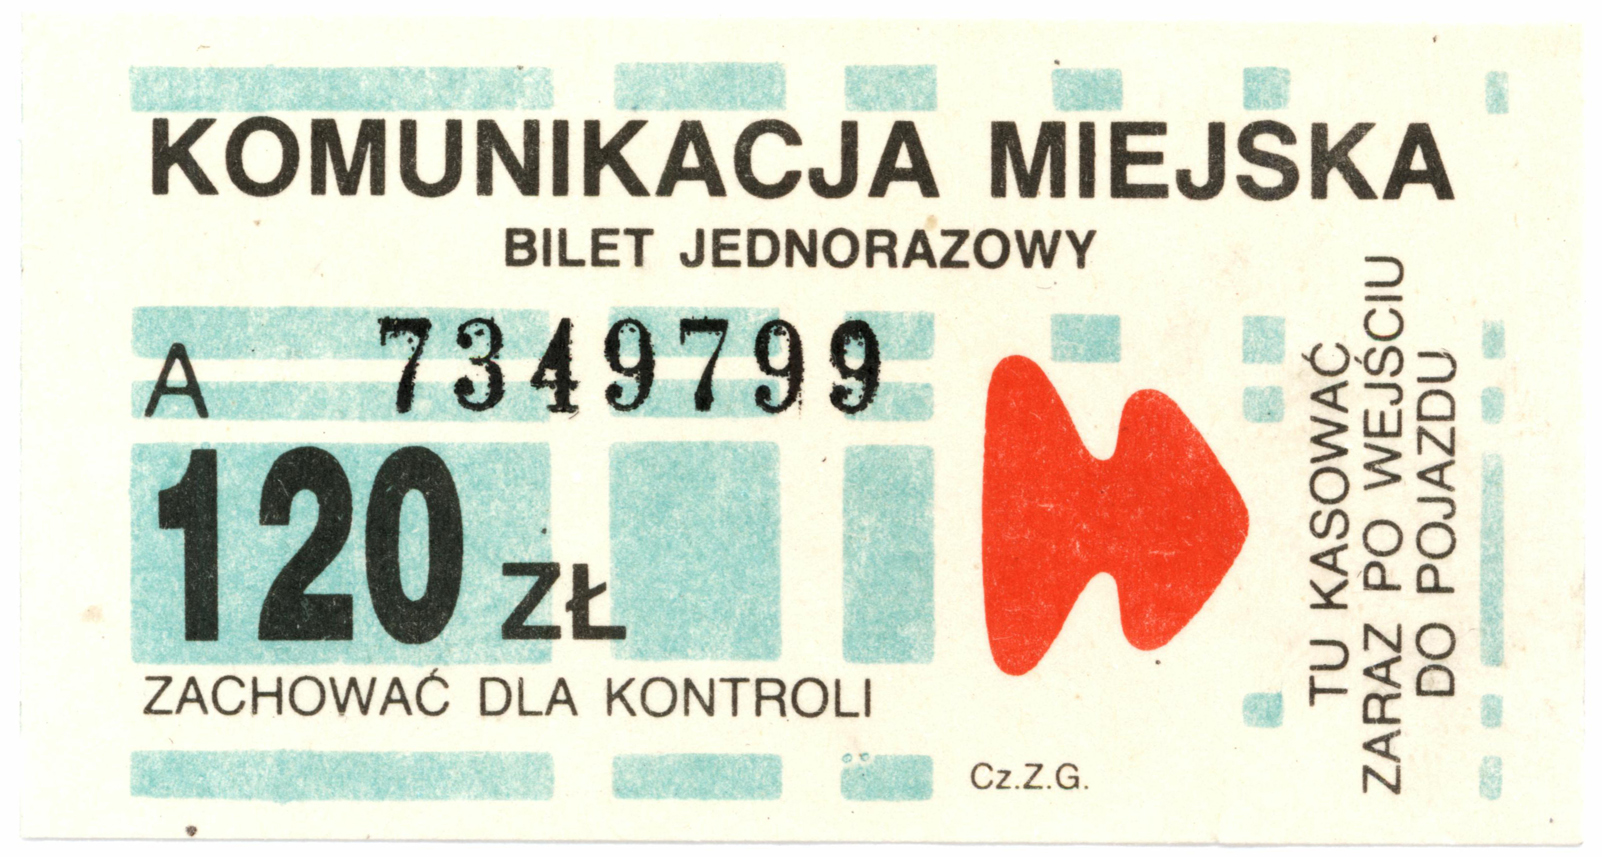 KOMUNIKACJA MIEJSKA
BILET JEDNORAZOWY
A 7349799
120 ZŁ
ZACHOWAĆ DLA KONTROLI
Cz.Z.G.
TU KASOWAĆ
ZARAZ PO WEJŚCIU
DO POJAZDU